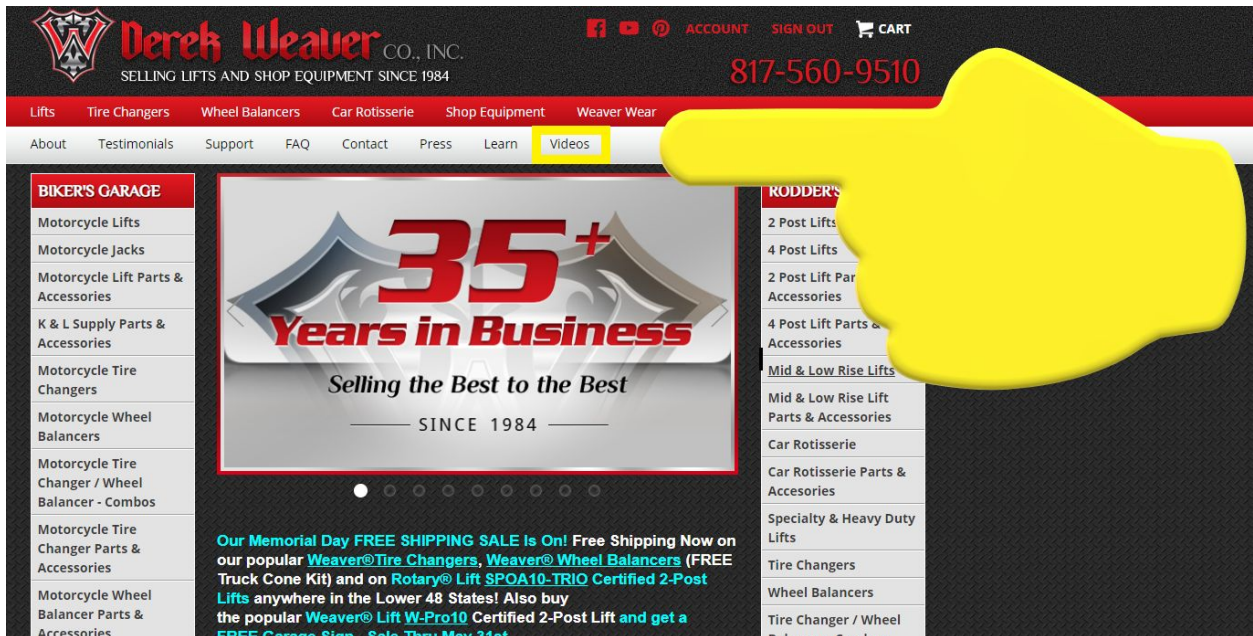 Derek Weaver CO., INC.
SELLING LIFTS AND SHOP EQUIPMENT SINCE 1984
ACCOUNT SIGN OUT CART
817-560-9510
Lifts Tire Changers Wheel Balancers Car Rotisserie Shop Equipment Weaver Wear
About Testimonials Support FAQ Contact Press Learn Videos
BIKER'S GARAGE
Motorcycle Lifts
Motorcycle Jacks
Motorcycle Lift Parts &
Accessories
K & L Supply Parts &
Accessories
Motorcycle Tire
Changers
Motorcycle Wheel
Balancers
Motorcycle Tire
Changer / Wheel
Balancer - Combos
Motorcycle Tire
Changer Parts &
Accessories
Motorcycle Wheel
Balancer Parts &
Accessories
35+
Years in Business
Selling the Best to the Best
SINCE 1984
Our Memorial Day FREE SHIPPING SALE Is On! Free Shipping Now on
our popular Weaver®Tire Changers, Weaver® Wheel Balancers (FREE
Truck Cone Kit) and on Rotary® Lift SPOA10-TRIO Certified 2-Post
Lifts anywhere in the Lower 48 States! Also buy
the popular Weaver® Lift W-Pro10 Certified 2-Post Lift and get a
FREE Garage Sign - Sale Thru May 31st
RODDER'S
2 Post Lifts
4 Post Lifts
2 Post Lift Par
Accessories
4 Post Lift Parts &
Accessories
Mid & Low Rise Lifts
Mid & Low Rise Lift
Parts & Accessories
Car Rotisserie
Car Rotisserie Parts &
Accesories
Specialty & Heavy Duty
Lifts
Tire Changers
Wheel Balancers
Tire Changer / Wheel